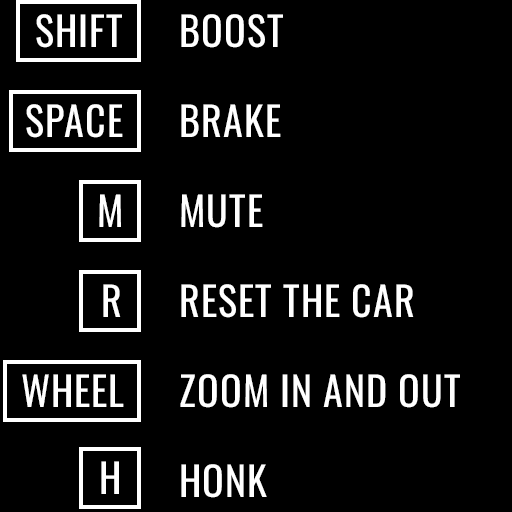 SHIFT BOOST
SPACE BRAKE
M MUTE
R RESET THE CAR
WHEEL ZOOM IN AND OUT
H HONK